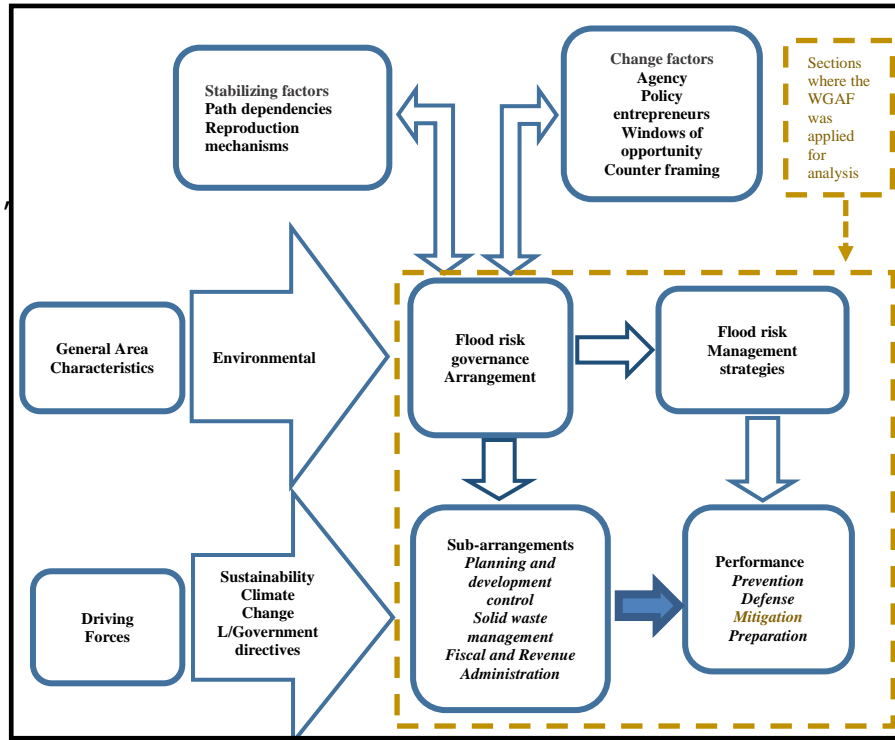 Stabilizing factors
Path dependencies
Reproduction
mechanisms
Change factors
Agency
Policy
entrepreneurs
Windows of
opportunity
Counter framing
Sections
where the
WGAF
was
applied
for
analysis
,
General Area
Characteristics
Environmental
Flood risk
governance
Arrangement
Flood risk
Management
strategies
Driving
Forces
Sustainability
Climate
Change
L/Government
directives
Sub-arrangements
Planning and
development
control
Solid waste
management
Fiscal and Revenue
Administration
Performance
Prevention
Defense
Mitigation
Preparation